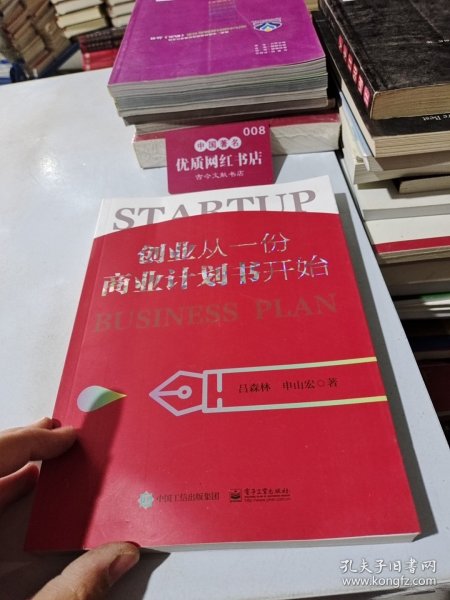 008
中国著名
优质网红书店
古今文献书店
STARTUP
创业从一份
商业计划书开始
BUSINESS PLAN
吕森林 申山宏◎著
中国工信出版集团
电子工业出版社
孔夫子旧书网
www.kongfz.com